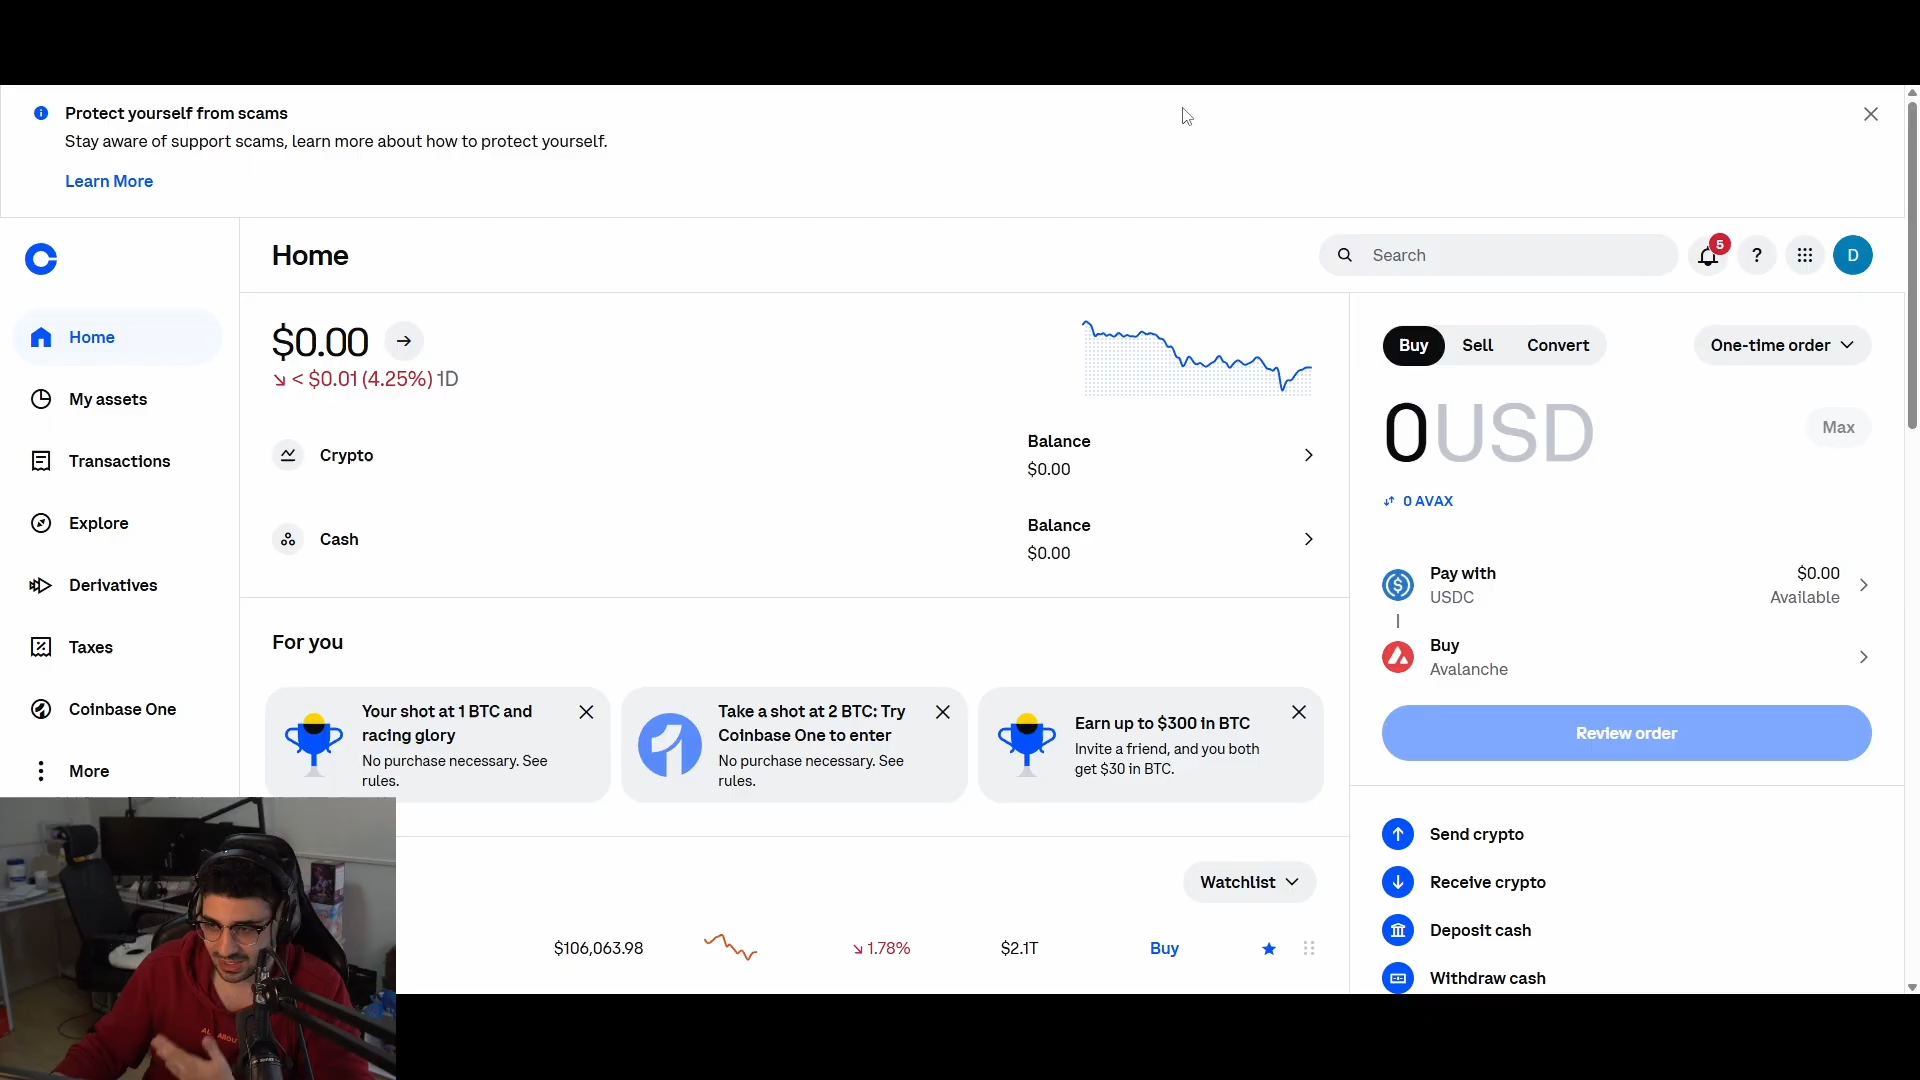 Protect yourself from scams
Stay aware of support scams, learn more about how to protect yourself.
Learn More
Home
Search
5
?
D
Home
My assets
Transactions
Explore
Derivatives
Taxes
Coinbase One
More
$0.00
< $0.01 (4.25%) 1D
Crypto
Balance
$0.00
Cash
Balance
$0.00
For you
Your shot at 1 BTC and
racing glory
No purchase necessary. See
rules.
Take a shot at 2 BTC: Try
Coinbase One to enter
No purchase necessary. See
rules.
Earn up to $300 in BTC
Invite a friend, and you both
get $30 in BTC.
Watchlist
$106,063.98
1.78%
$2.1T
Buy
Buy
Sell
Convert
One-time order
0USD
Max
0 AVAX
Pay with
USDC
$0.00
Available
Buy
Avalanche
Review order
Send crypto
Receive crypto
Deposit cash
Withdraw cash